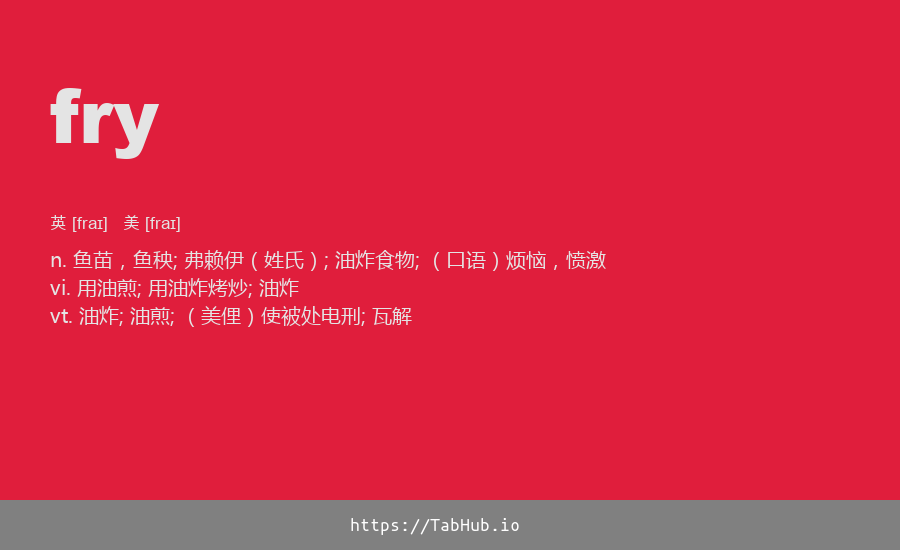 fry
英 [fraɪ] 美 [fraɪ]
n. 鱼苗，鱼秧; 弗赖伊（姓氏）; 油炸食物; （口语）烦恼，愤激
vi. 用油煎; 用油炸烤炒; 油炸
vt. 油炸; 油煎; （美俚）使被处电刑; 瓦解
https://TabHub.io